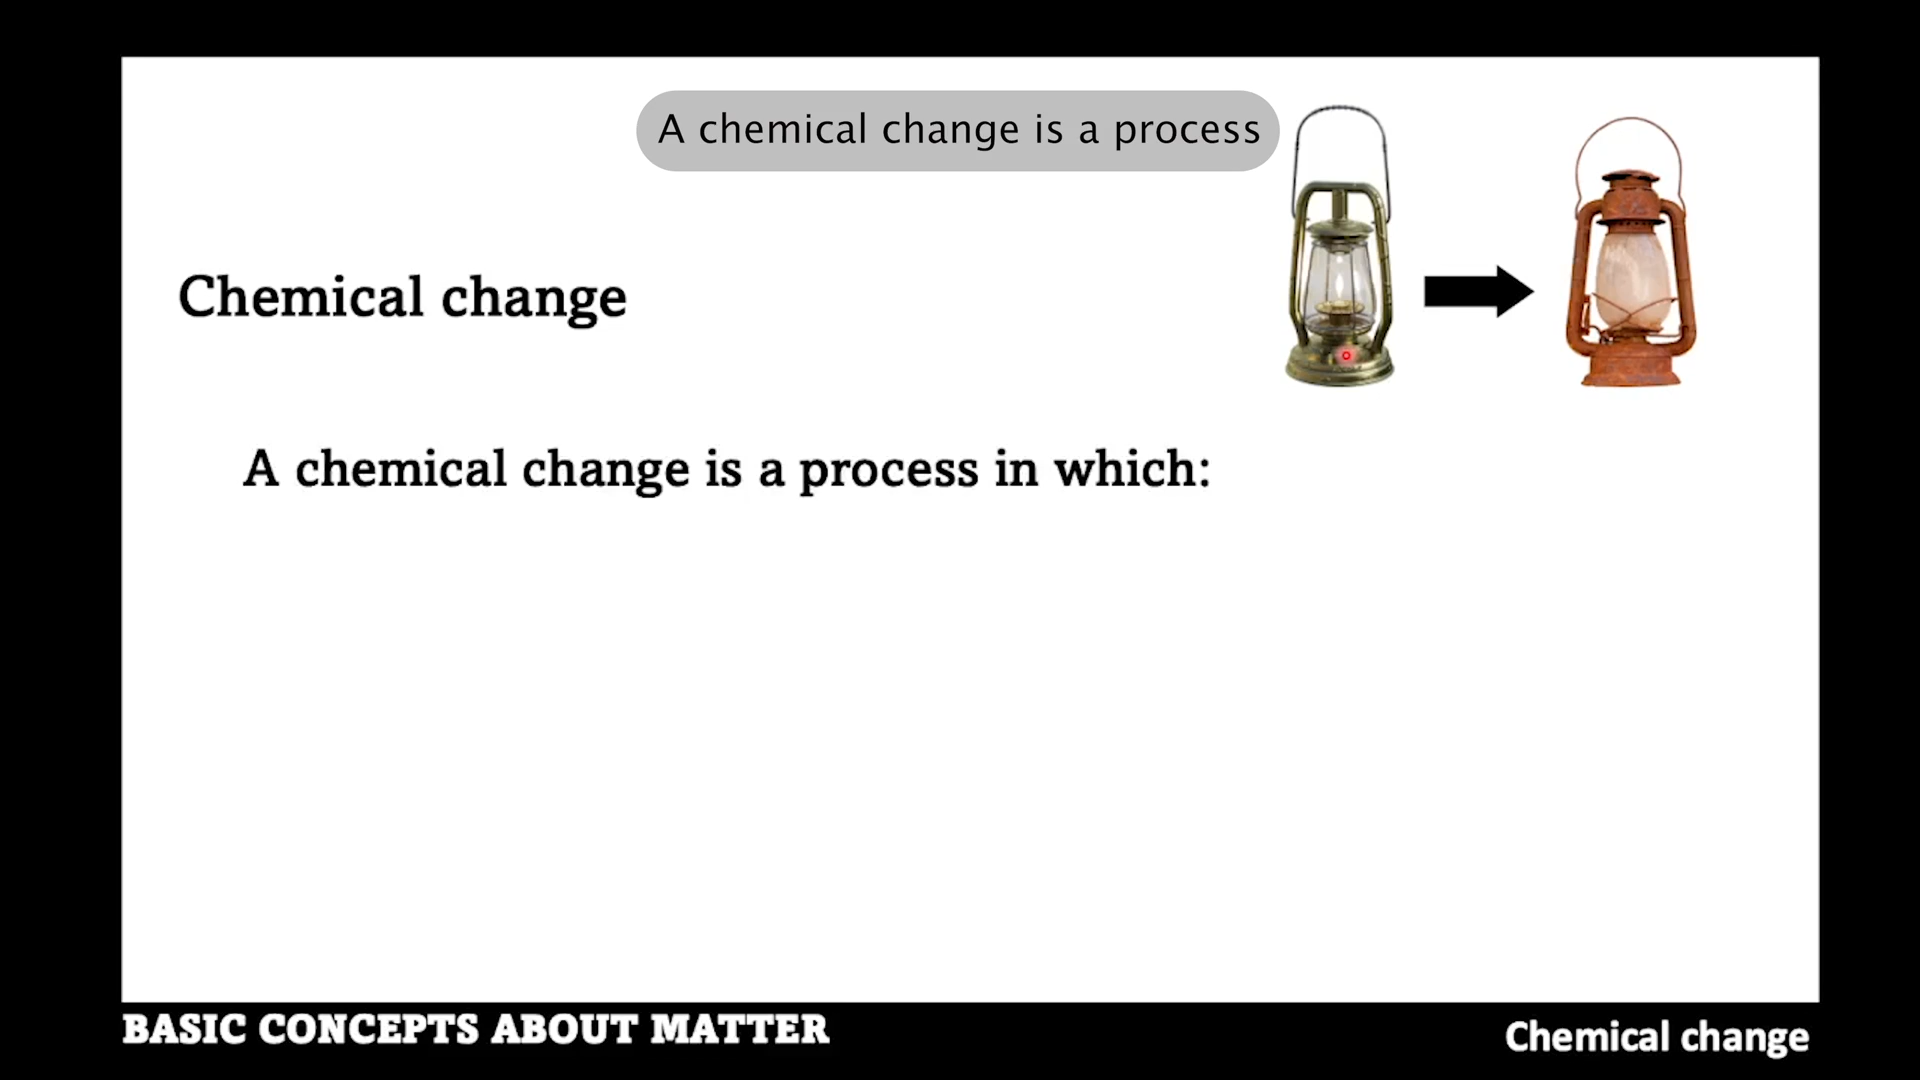 A chemical change is a process
Chemical change
A chemical change is a process in which:
BASIC CONCEPTS ABOUT MATTER
Chemical change